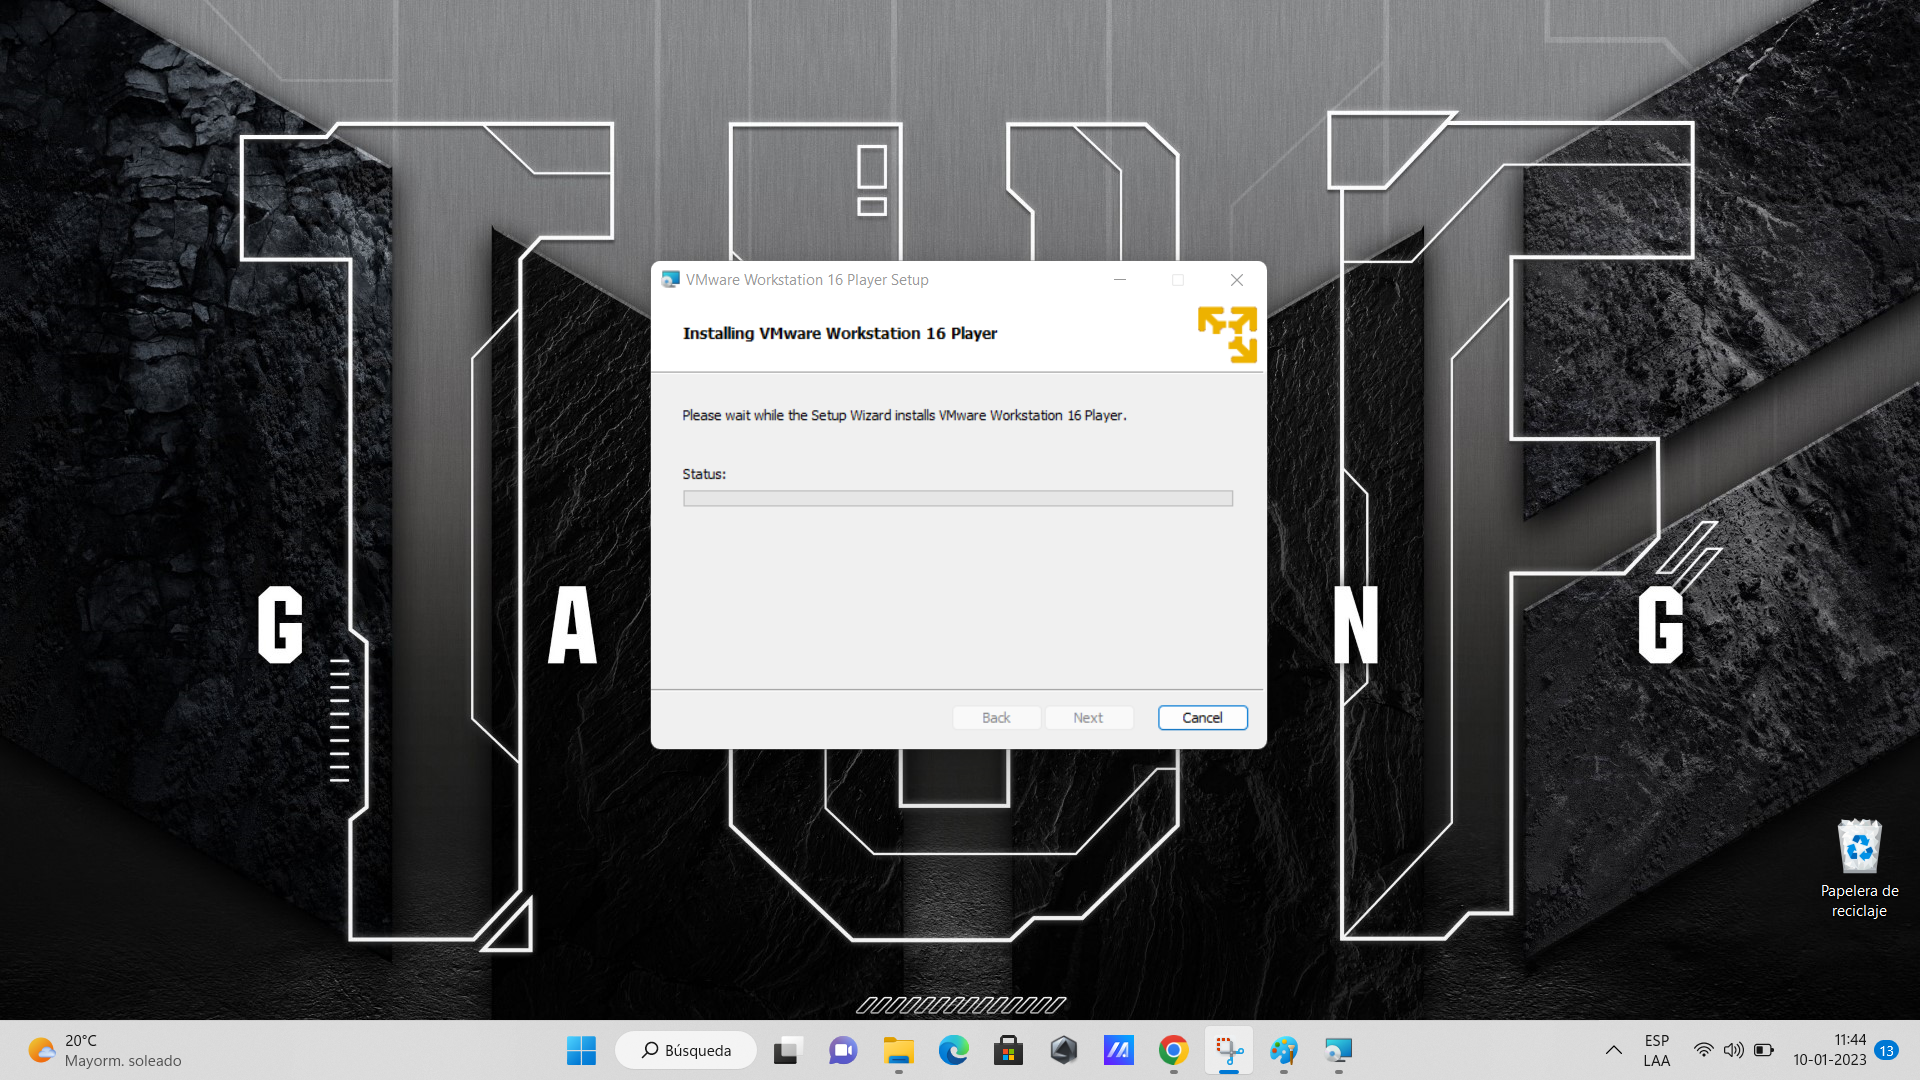 VMware Workstation 16 Player Setup
Installing VMware Workstation 16 Player
Please wait while the Setup Wizard installs VMware Workstation 16 Player.
Status:
Back
Next
Cancel
G A N G
Papelera de
reciclaje
20°C
Mayorm. soleado
Búsqueda
ESP
LAA
11:44
10-01-2023
13